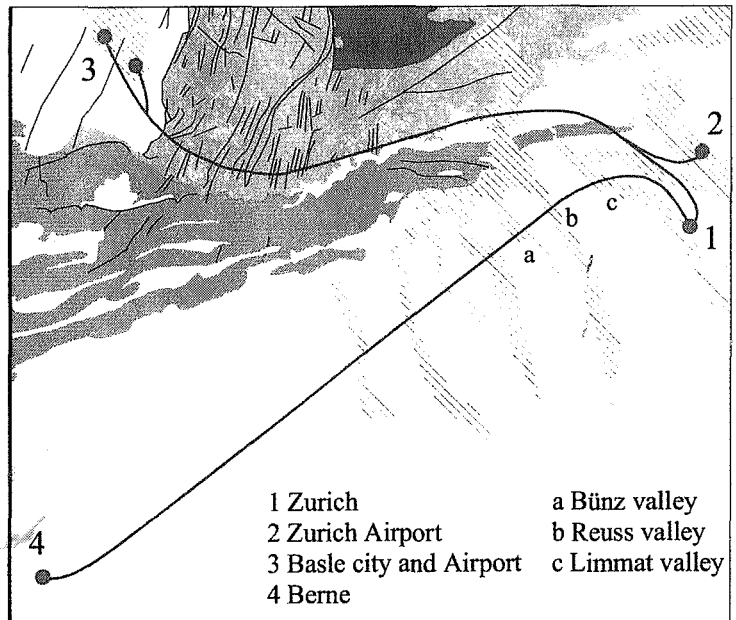 3
2
1
a
b
c
4
1 Zurich
2 Zurich Airport
3 Basle city and Airport
4 Berne
a Bünz valley
b Reuss valley
c Limmat valley